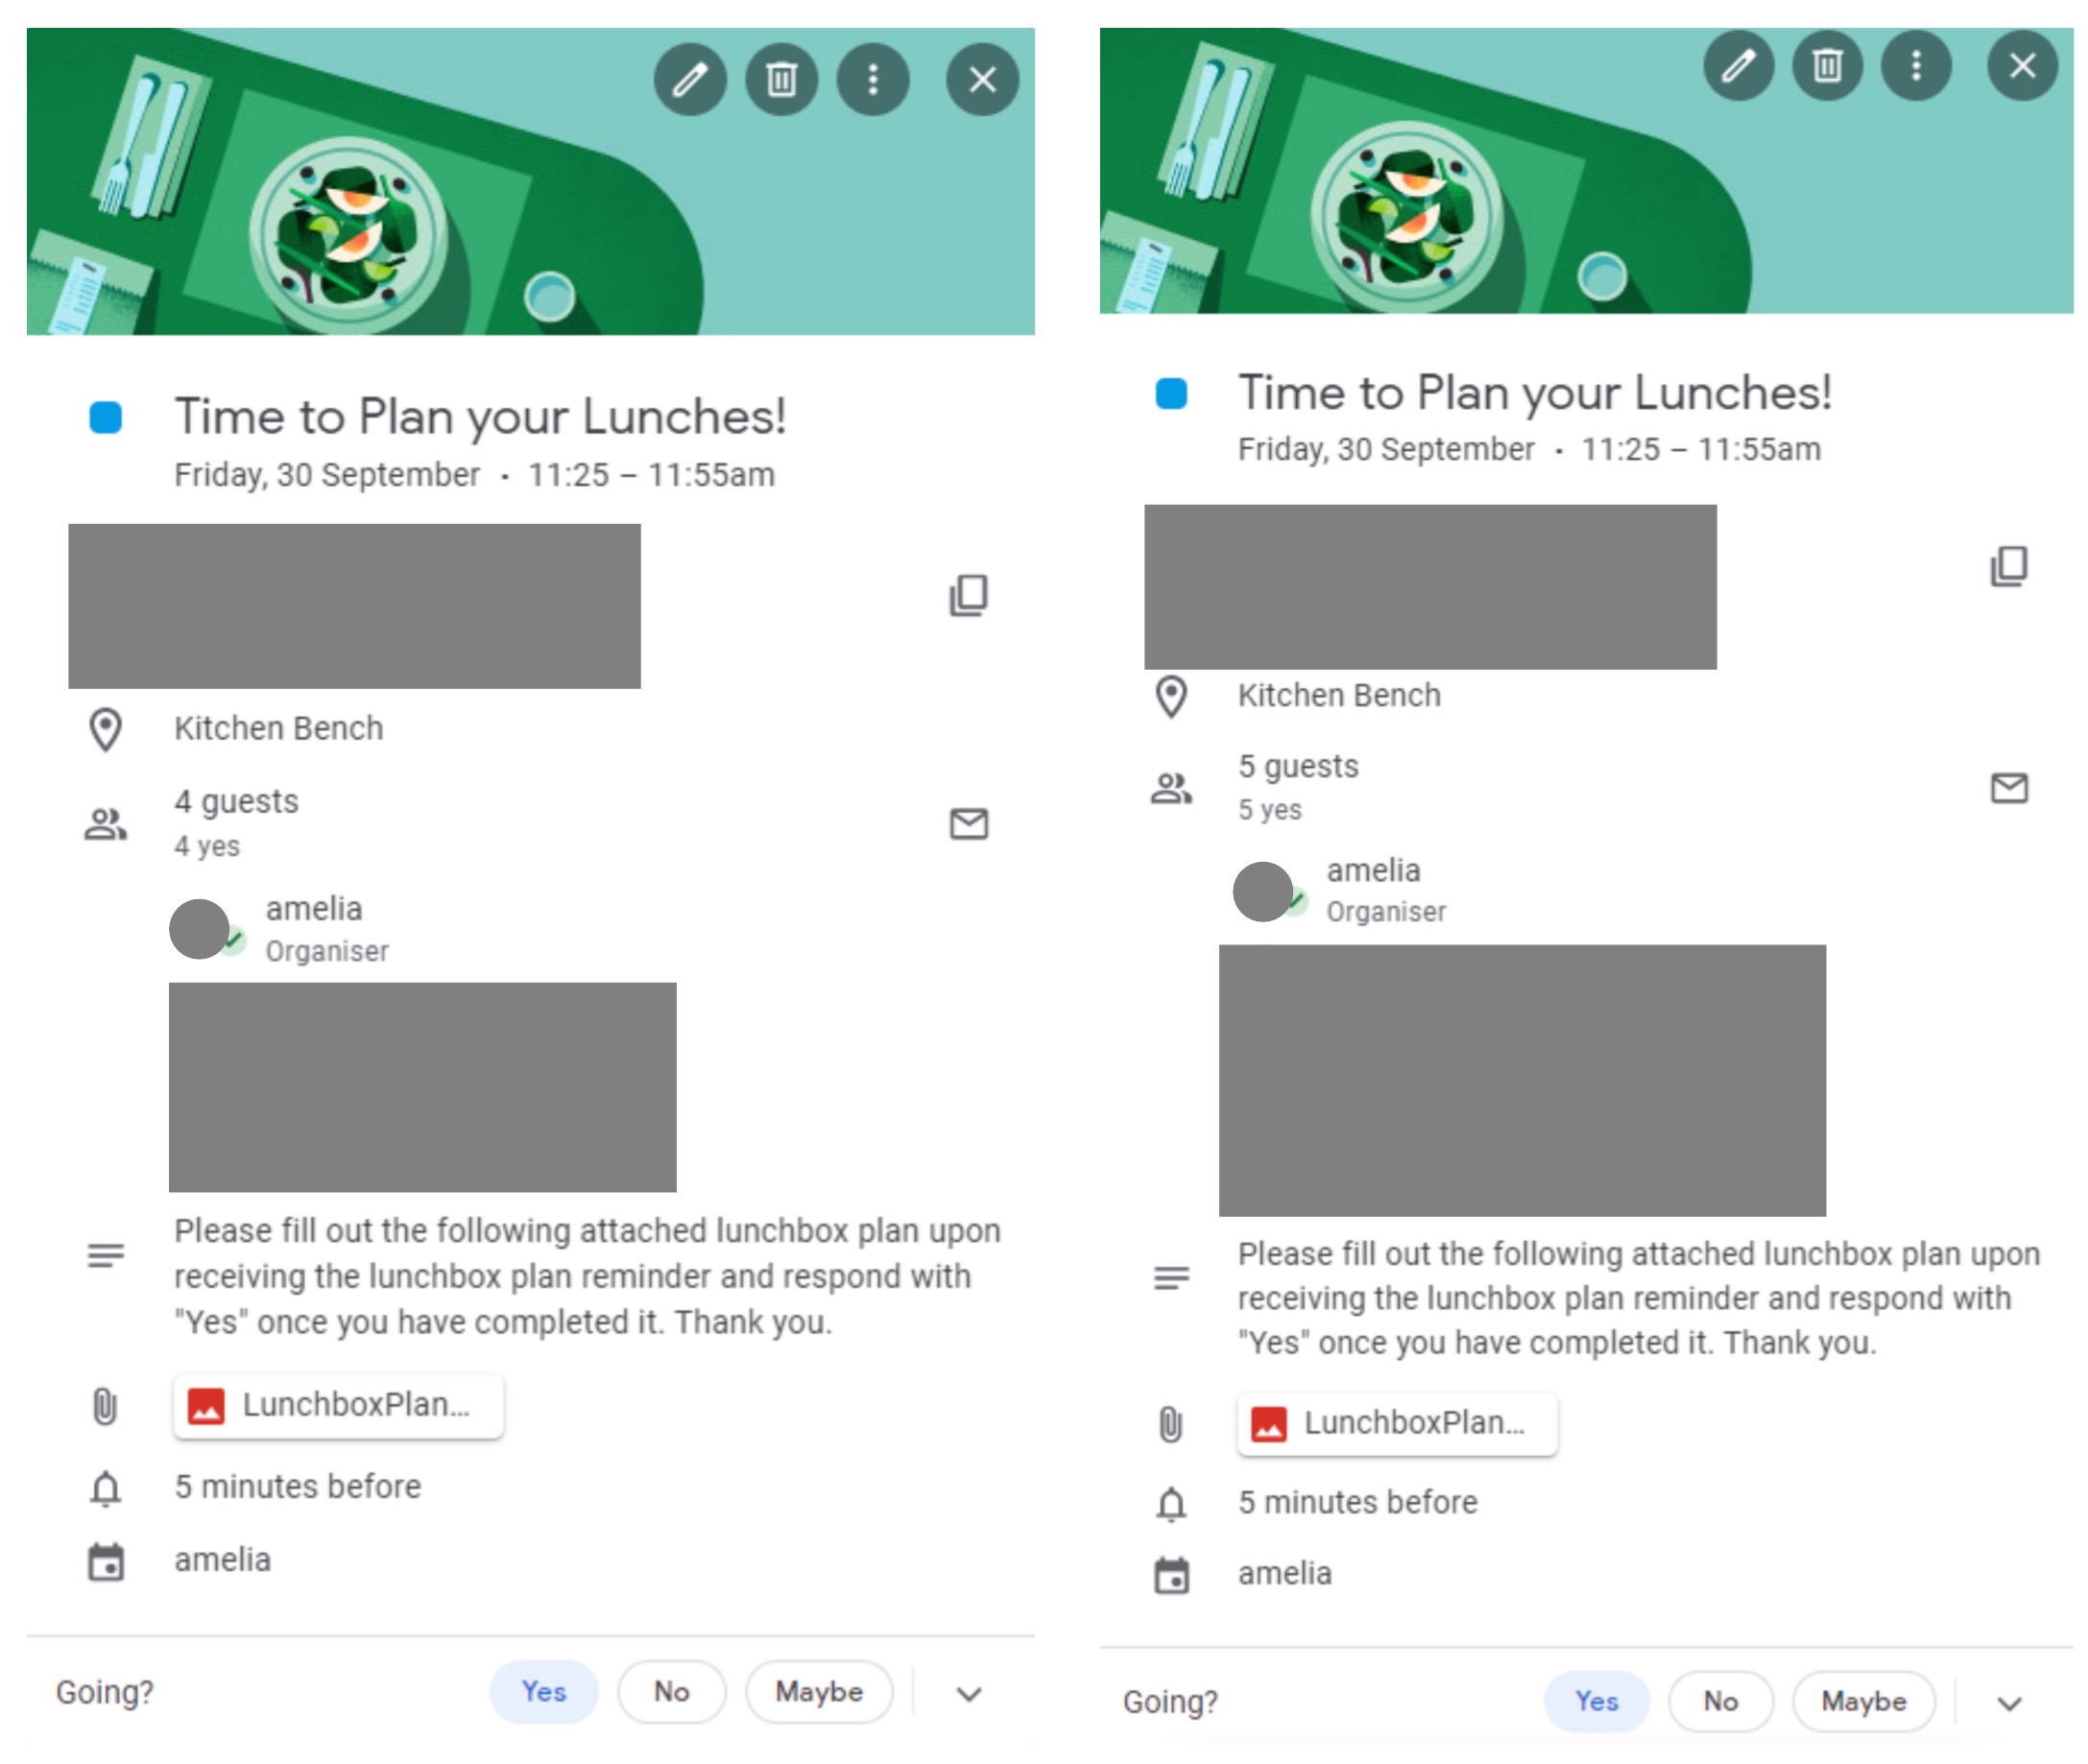 Time to Plan your Lunches!
Friday, 30 September • 11:25 – 11:55am
Kitchen Bench
4 guests
4 yes
amelia
Organiser
Please fill out the following attached lunchbox plan upon
receiving the lunchbox plan reminder and respond with
"Yes" once you have completed it. Thank you.
LunchboxPlan...
5 minutes before
amelia
Going?
Yes
No
Maybe
Time to Plan your Lunches!
Friday, 30 September • 11:25 – 11:55am
Kitchen Bench
5 guests
5 yes
amelia
Organiser
Please fill out the following attached lunchbox plan upon
receiving the lunchbox plan reminder and respond with
"Yes" once you have completed it. Thank you.
LunchboxPlan...
5 minutes before
amelia
Going?
Yes
No
Maybe